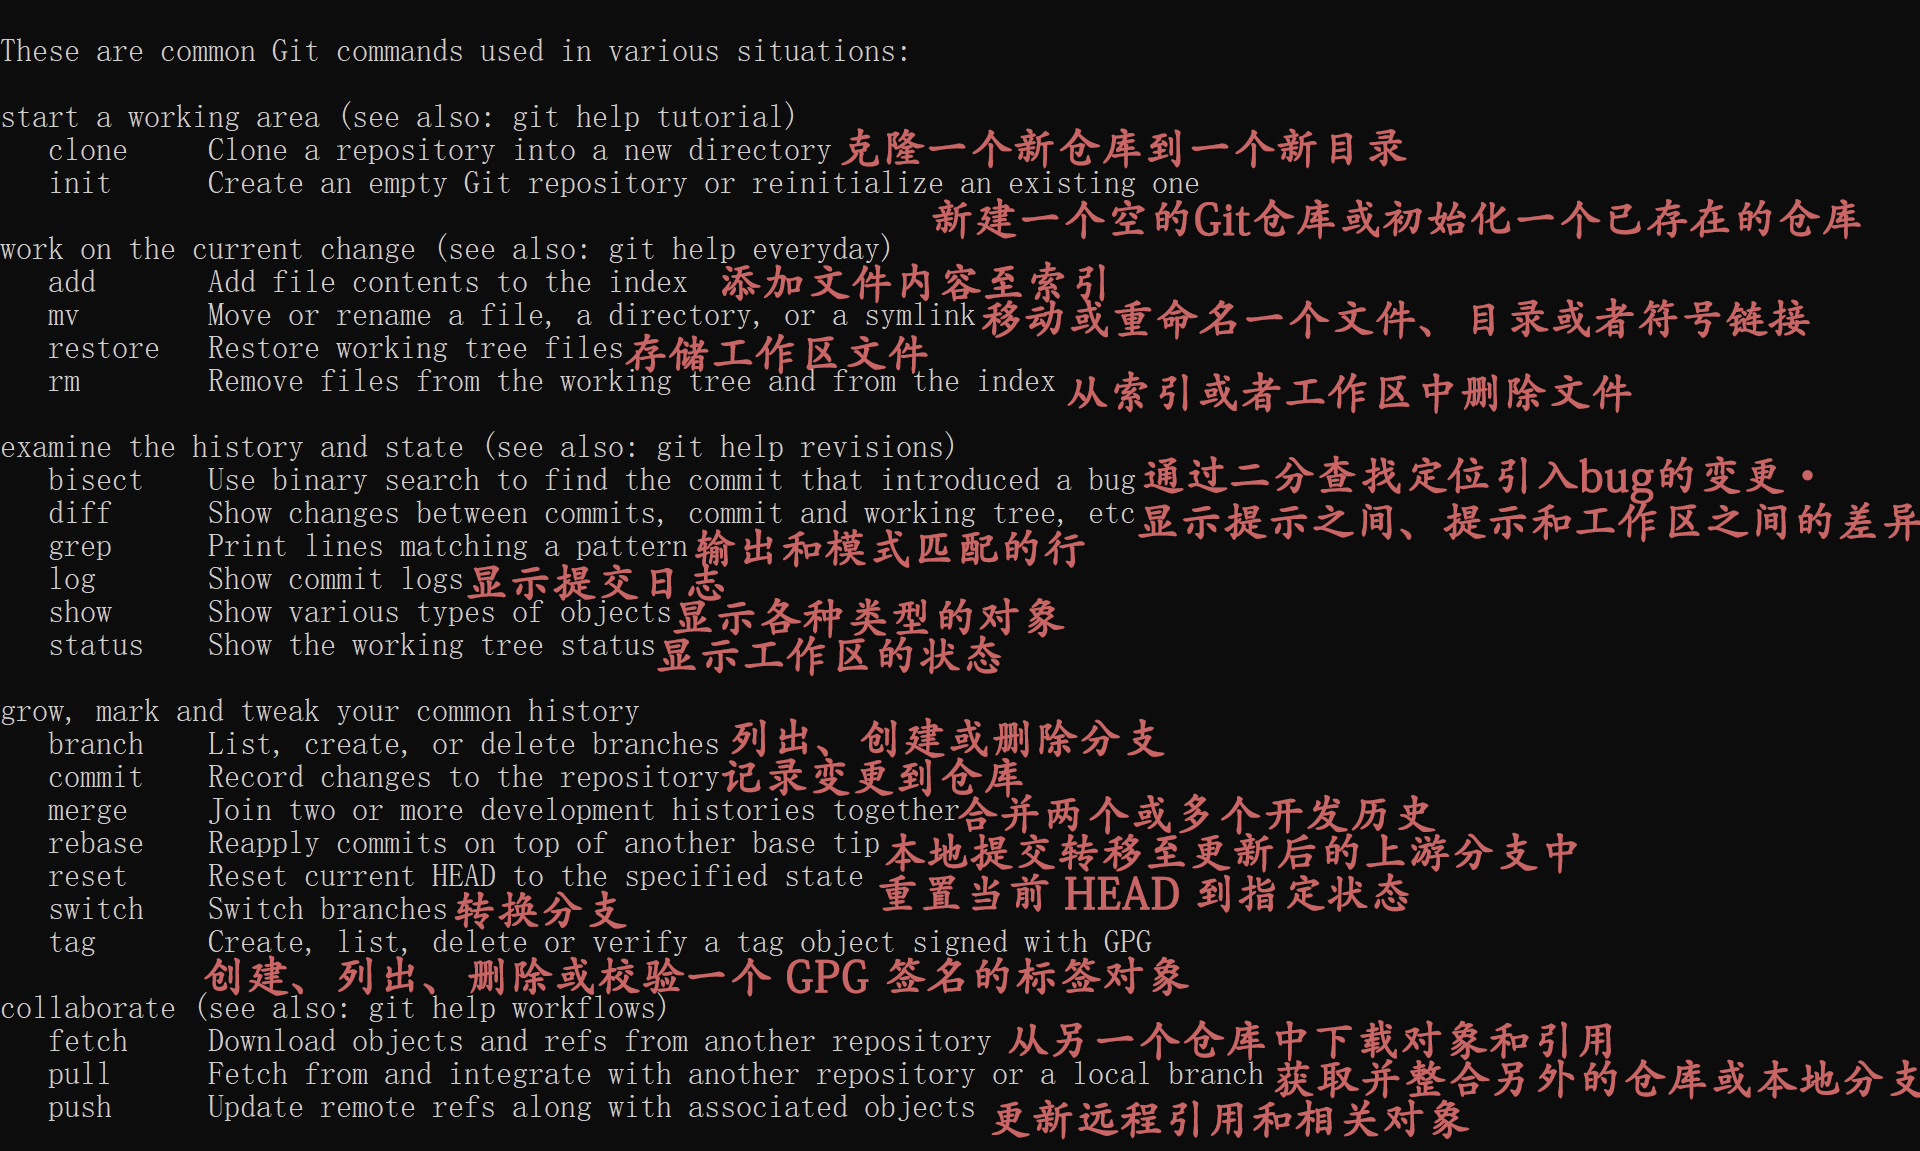 These are common Git commands used in various situations:
start a working area (see also: git help tutorial)
clone Clone a repository into a new directory 克隆一个新仓库到一个新目录
init Create an empty Git repository or reinitialize an existing one
新建一个空的Git仓库或初始化一个已存在的仓库
work on the current change (see also: git help everyday)
add Add file contents to the index 添加文件内容至索引
mv Move or rename a file, a directory, or a symlink 移动或重命名一个文件、目录或者符号链接
restore Restore working tree files 存储工作区文件
rm Remove files from the working tree and from the index 从索引或者工作区中删除文件
examine the history and state (see also: git help revisions)
bisect Use binary search to find the commit that introduced a bug 通过二分查找定位引入bug的变更·
diff Show changes between commits, commit and working tree, etc 显示提示之间、提示和工作区之间的差异
grep Print lines matching a pattern 输出和模式匹配的行
log Show commit logs 显示提交日志
show Show various types of objects 显示各种类型的对象
status Show the working tree status 显示工作区的状态
grow, mark and tweak your common history
branch List, create, or delete branches 列出、创建或删除分支
commit Record changes to the repository 记录变更到仓库
merge Join two or more development histories together 合并两个或多个开发历史
rebase Reapply commits on top of another base tip 本地提交转移至更新后的上游分支中
reset Reset current HEAD to the specified state 重置当前 HEAD 到指定状态
switch Switch branches 转换分支
tag Create, list, delete or verify a tag object signed with GPG
创建、列出、删除或校验一个 GPG 签名的标签对象
collaborate (see also: git help workflows)
fetch Download objects and refs from another repository 从另一个仓库中下载对象和引用
pull Fetch from and integrate with another repository or a local branch 获取并整合另外的仓库或本地分支
push Update remote refs along with associated objects 更新远程引用和相关对象